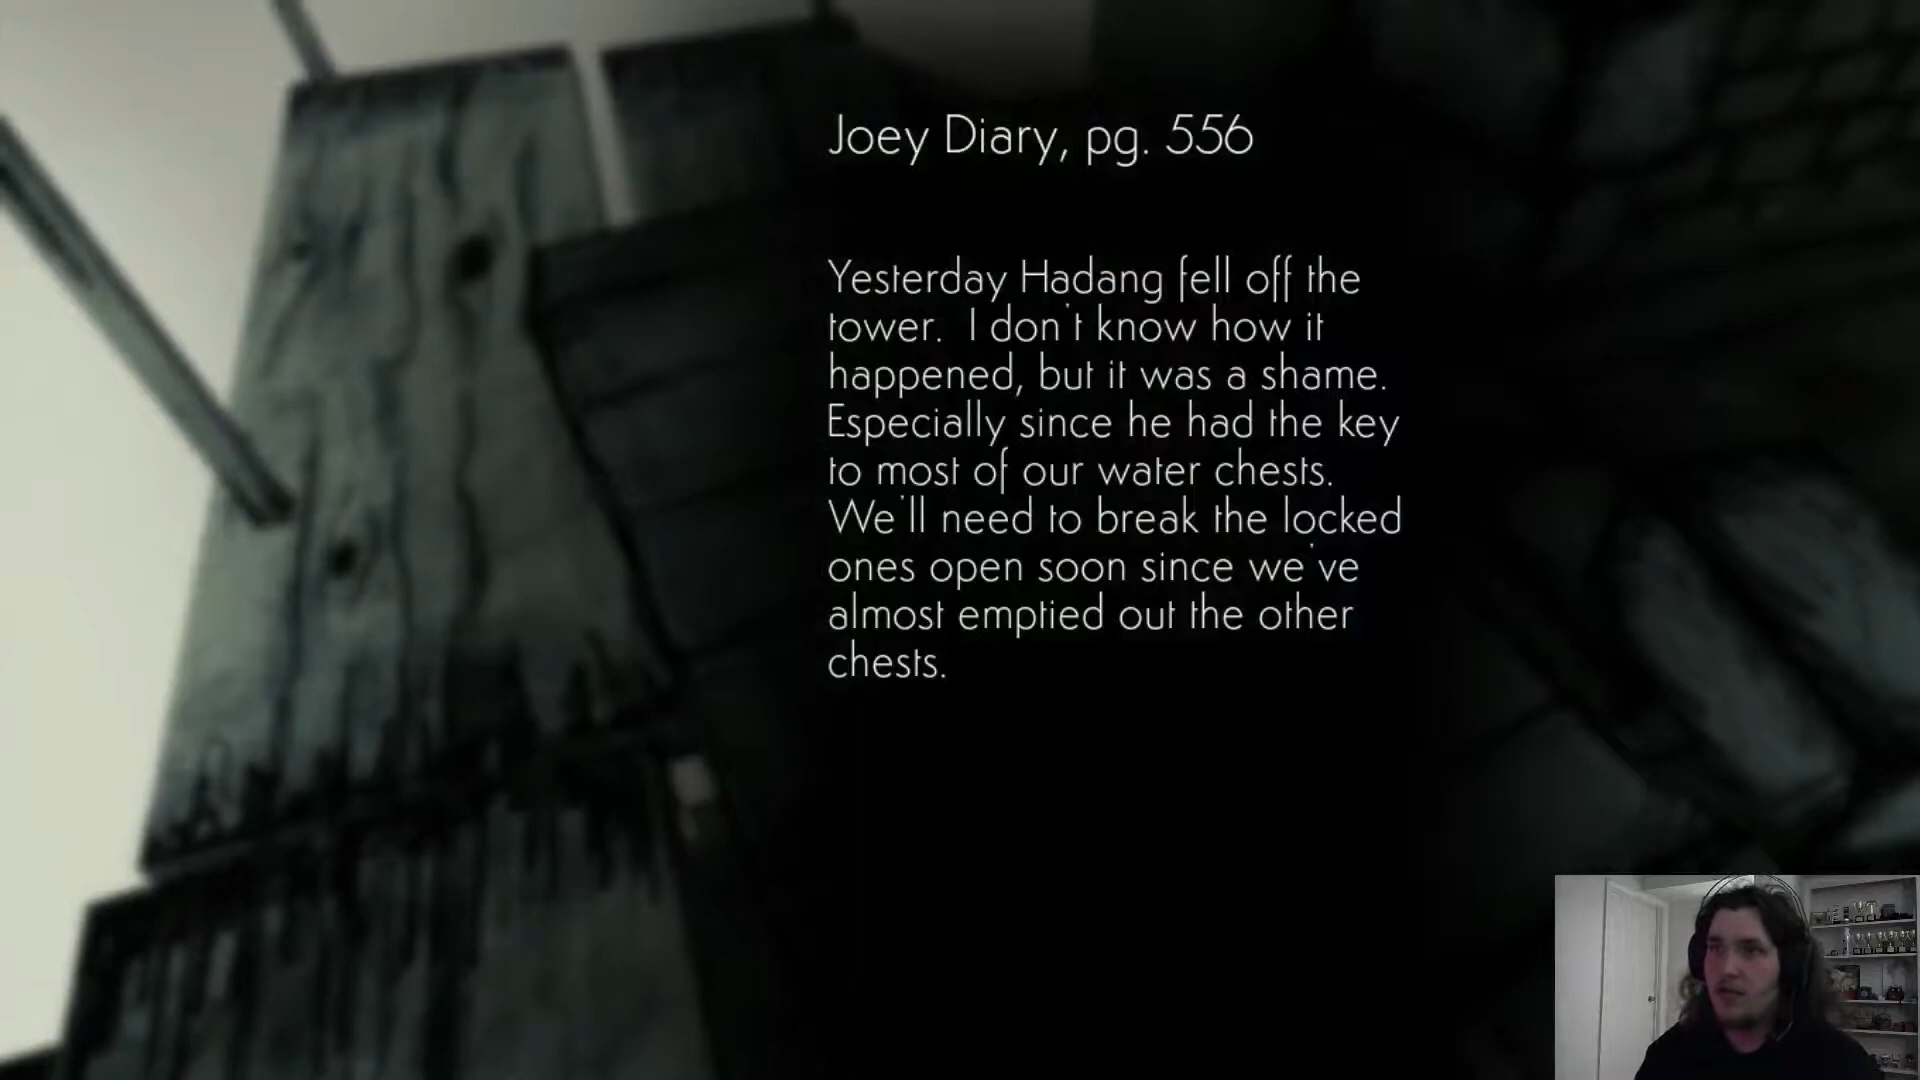 Joey Diary, pg. 556
Yesterday Hadang fell off the
tower.  I don't know how it
happened, but it was a shame.
Especially since he had the key
to most of our water chests.
We'll need to break the locked
ones open soon since we've
almost emptied out the other
chests.